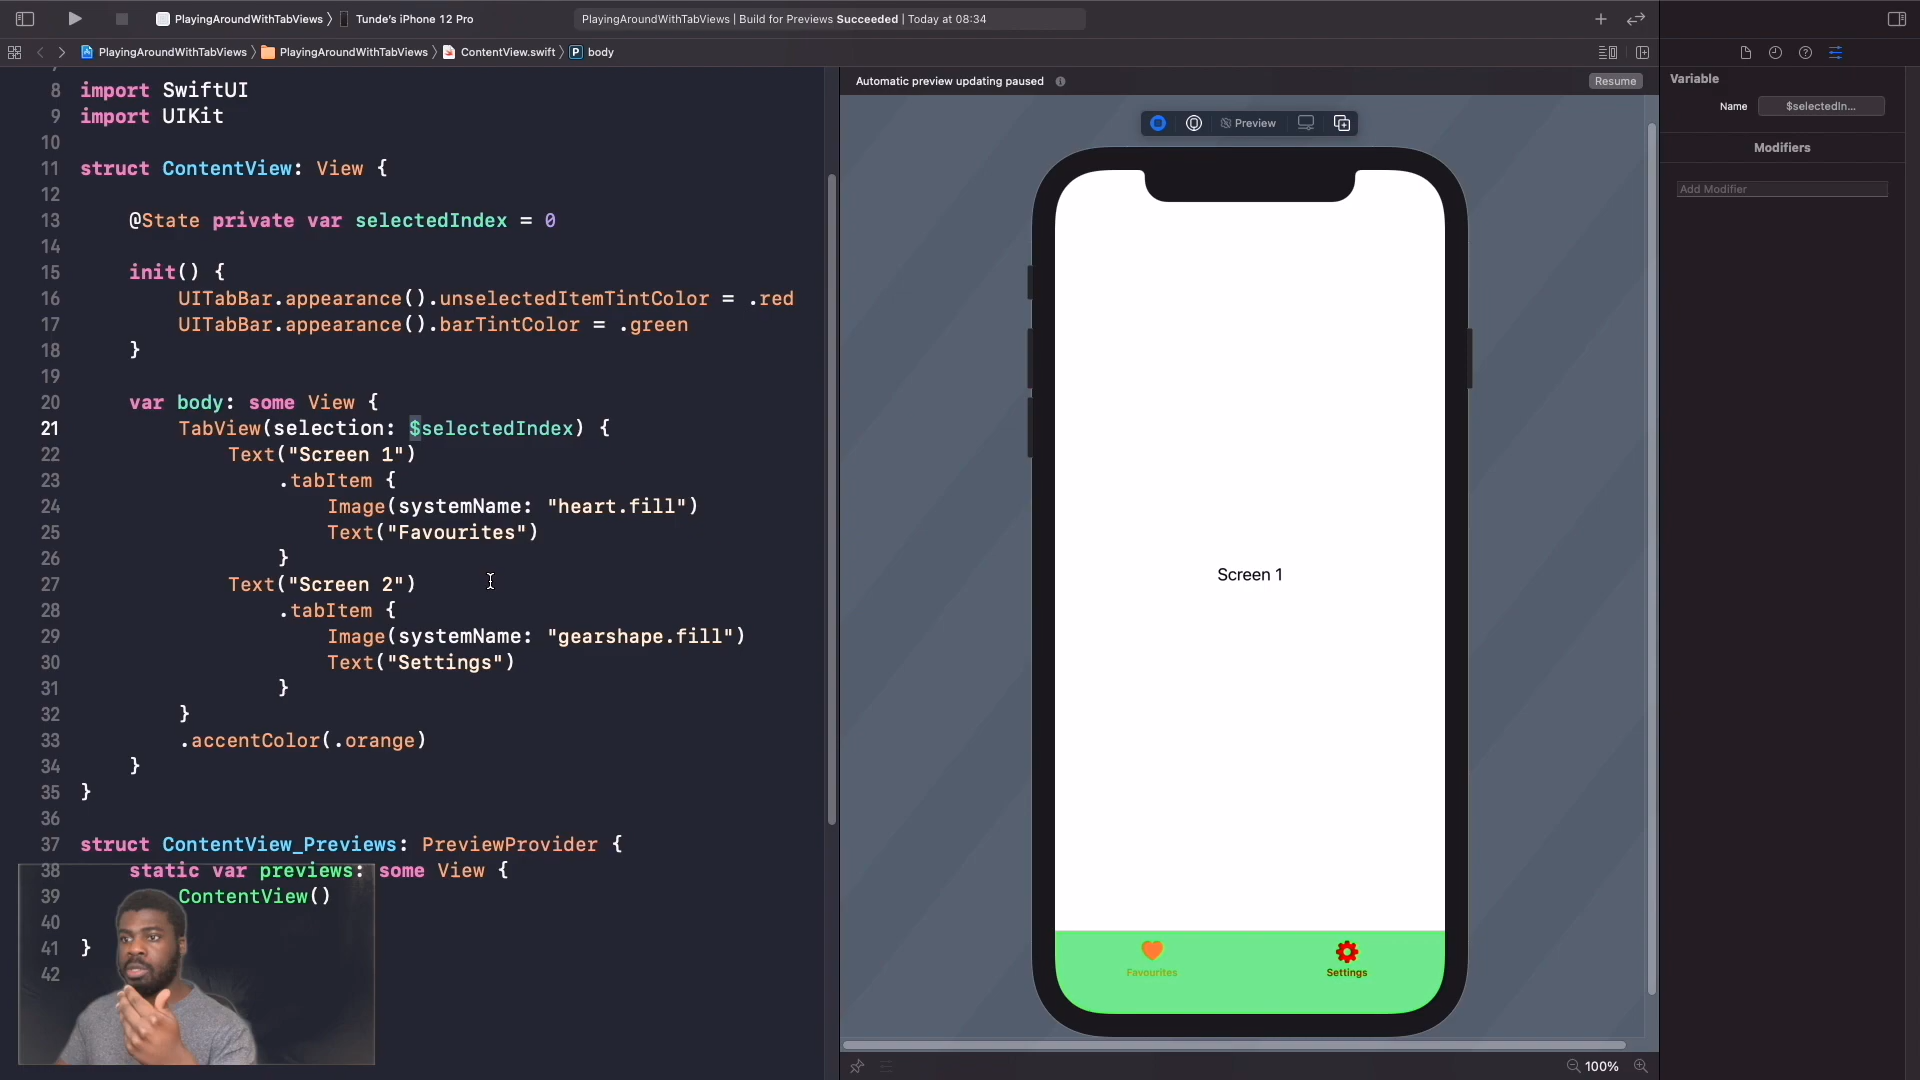 PlayingAroundWithTabViews 〉 Tunde's iPhone 12 Pro
PlayingAroundWithTabViews | Build for Previews Succeeded | Today at 08:34
PlayingAroundWithTabViews 〉 PlayingAroundWithTabViews 〉 ContentView.swift 〉 P body
8 import SwiftUI
9 import UIKit
10
11 struct ContentView: View {
12
13 @State private var selectedIndex = 0
14
15 init() {
16 UITabBar.appearance().unselectedItemTintColor = .red
17 UITabBar.appearance().barTintColor = .green
18 }
19
20 var body: some View {
21 TabView(selection: $selectedIndex) {
22 Text("Screen 1")
23 .tabItem {
24 Image(systemName: "heart.fill")
25 Text("Favourites")
26 }
27 Text("Screen 2")
28 .tabItem {
29 Image(systemName: "gearshape.fill")
30 Text("Settings")
31 }
32 }
33 .accentColor(.orange)
34 }
35 }
36
37 struct ContentView_Previews: PreviewProvider {
38 static var previews: some View {
39 ContentView()
40
41 }
42
Automatic preview updating paused
Resume
Preview
Screen 1
Favourites
Settings
100%
Variable
Name $selectedIn...
Modifiers
Add Modifier